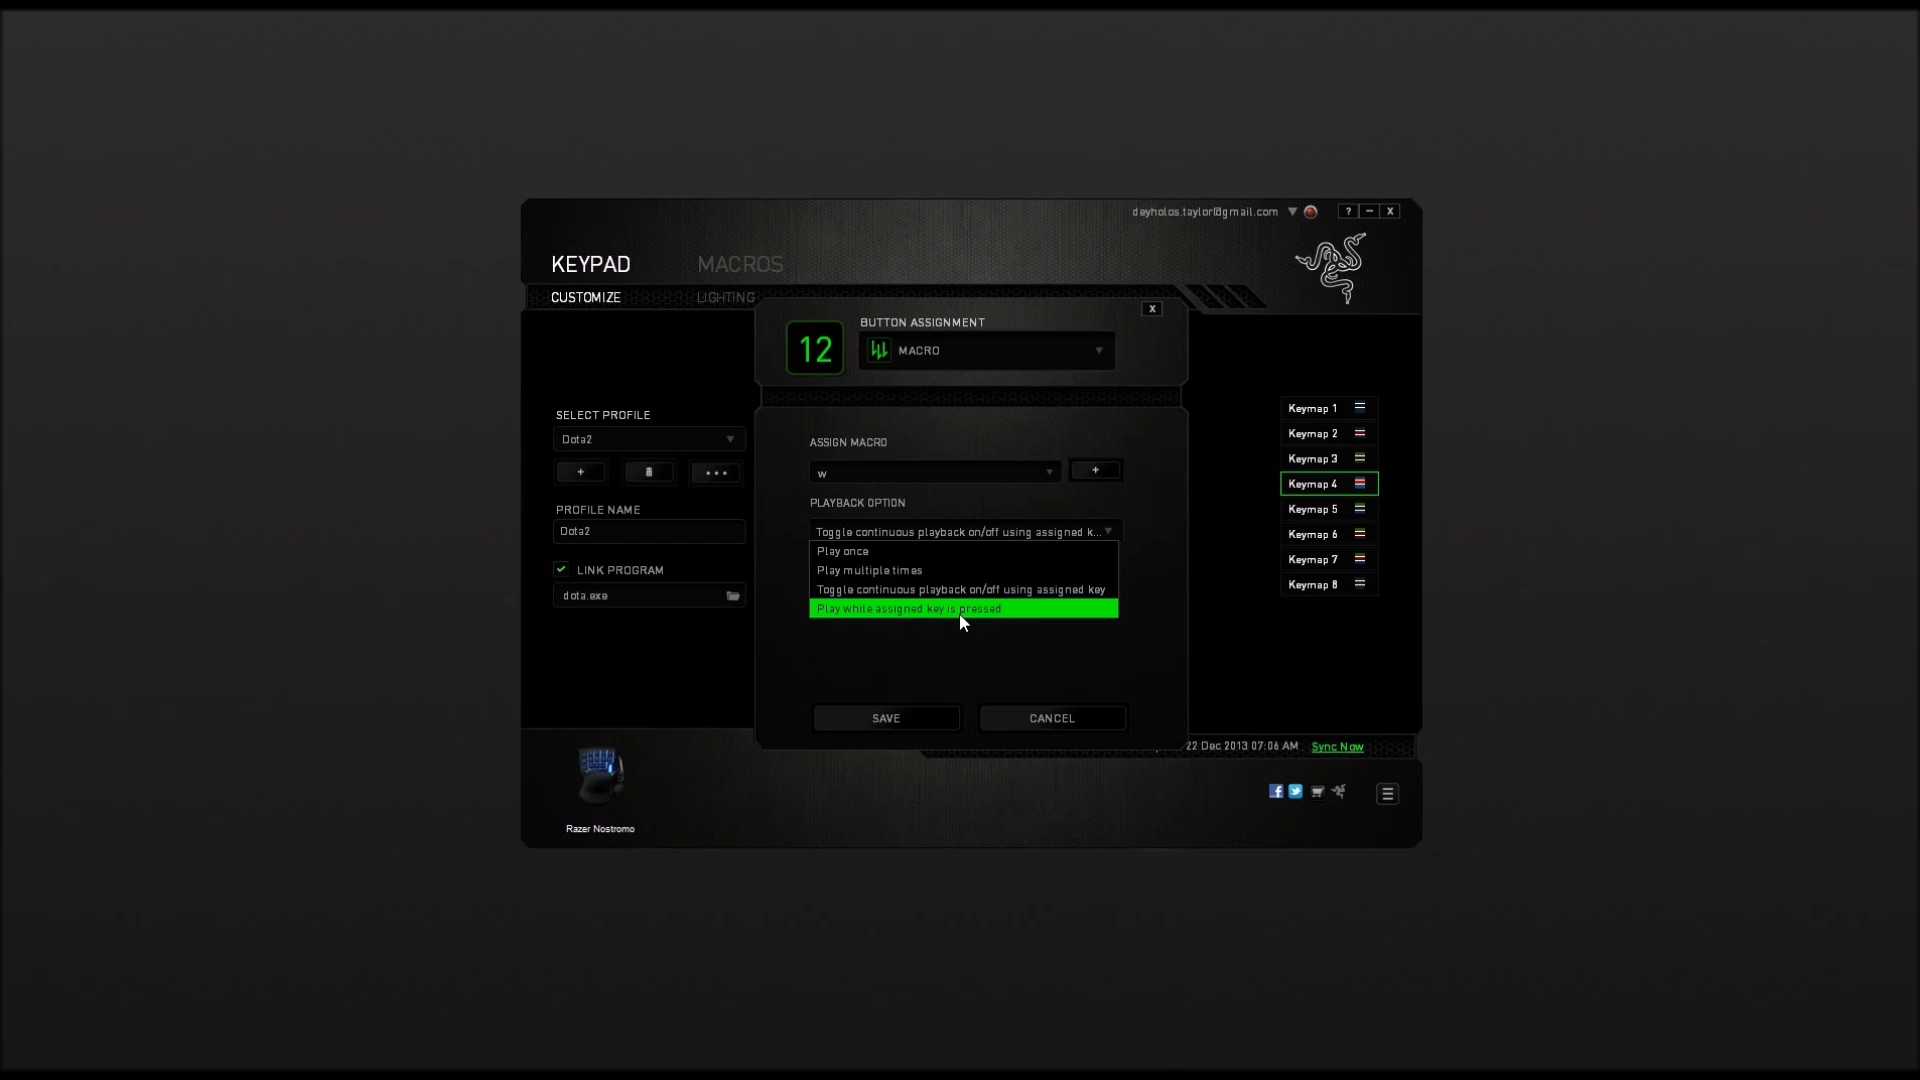 deyholos.taylor@gmail.com
? – X
KEYPAD MACROS
CUSTOMIZE LIGHTING
X
12
BUTTON ASSIGNMENT
MACRO
SELECT PROFILE
Dota2
+
PROFILE NAME
Dota2
LINK PROGRAM
dota.exe
ASSIGN MACRO
w
+
PLAYBACK OPTION
Toggle continuous playback on/off using assigned k...
Play once
Play multiple times
Toggle continuous playback on/off using assigned key
Play while assigned key is pressed
SAVE CANCEL
Keymap 1
Keymap 2
Keymap 3
Keymap 4
Keymap 5
Keymap 6
Keymap 7
Keymap 8
22 Dec 2013 07:06 AM Sync Now
Razer Nostromo